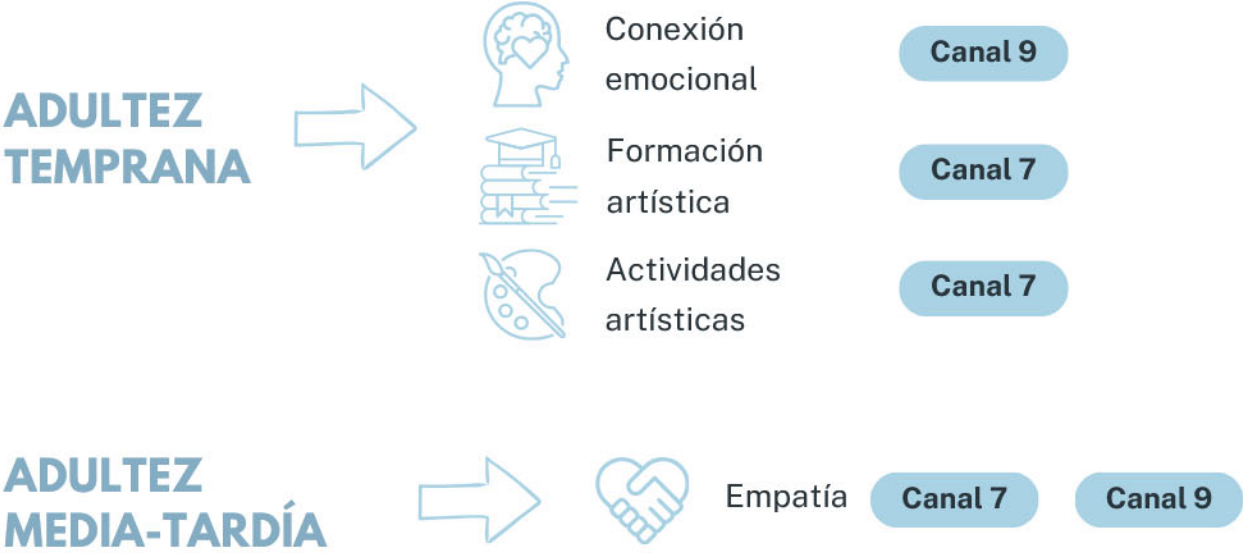 ADULTEZ
TEMPRANA
Conexión
emocional
Canal 9
Formación
artística
Canal 7
Actividades
artísticas
Canal 7
ADULTEZ
MEDIA-TARDÍA
Empatía
Canal 7
Canal 9